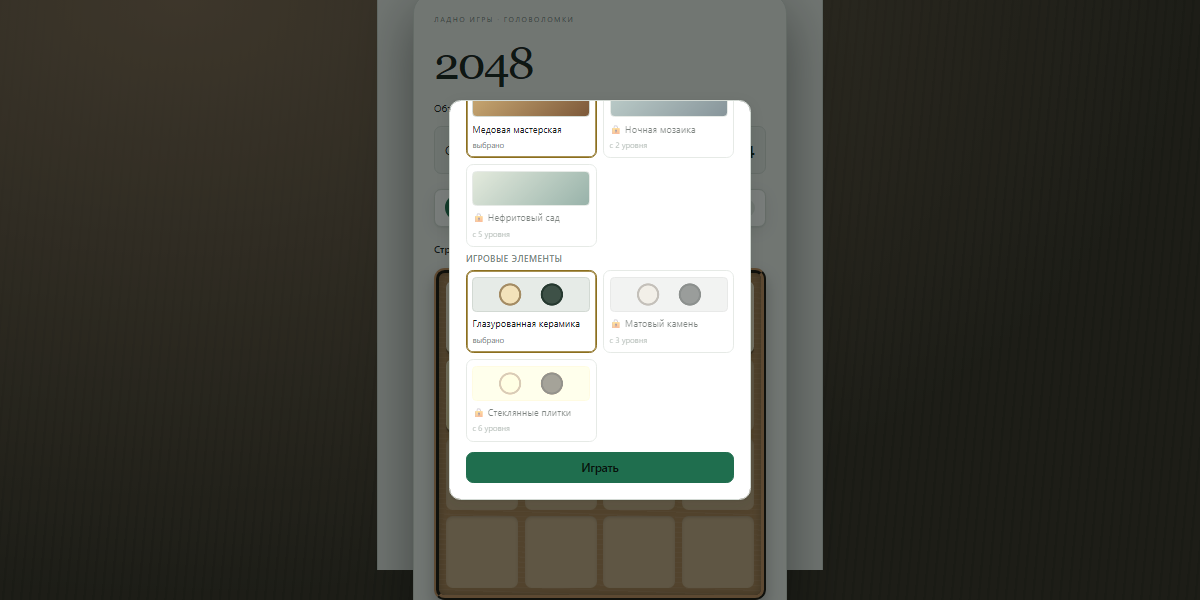 ЛАДНО ИГРЫ ГОЛОВОЛОМКИ
2048
Медовая мастерская
выбрано
Ночная мозаика
с 2 уровня
Нефритовый сад
с 5 уровня
ИГРОВЫЕ ЭЛЕМЕНТЫ
Глазурованная керамика
выбрано
Матовый камень
с 3 уровня
Стеклянные плитки
с 6 уровня
Играть